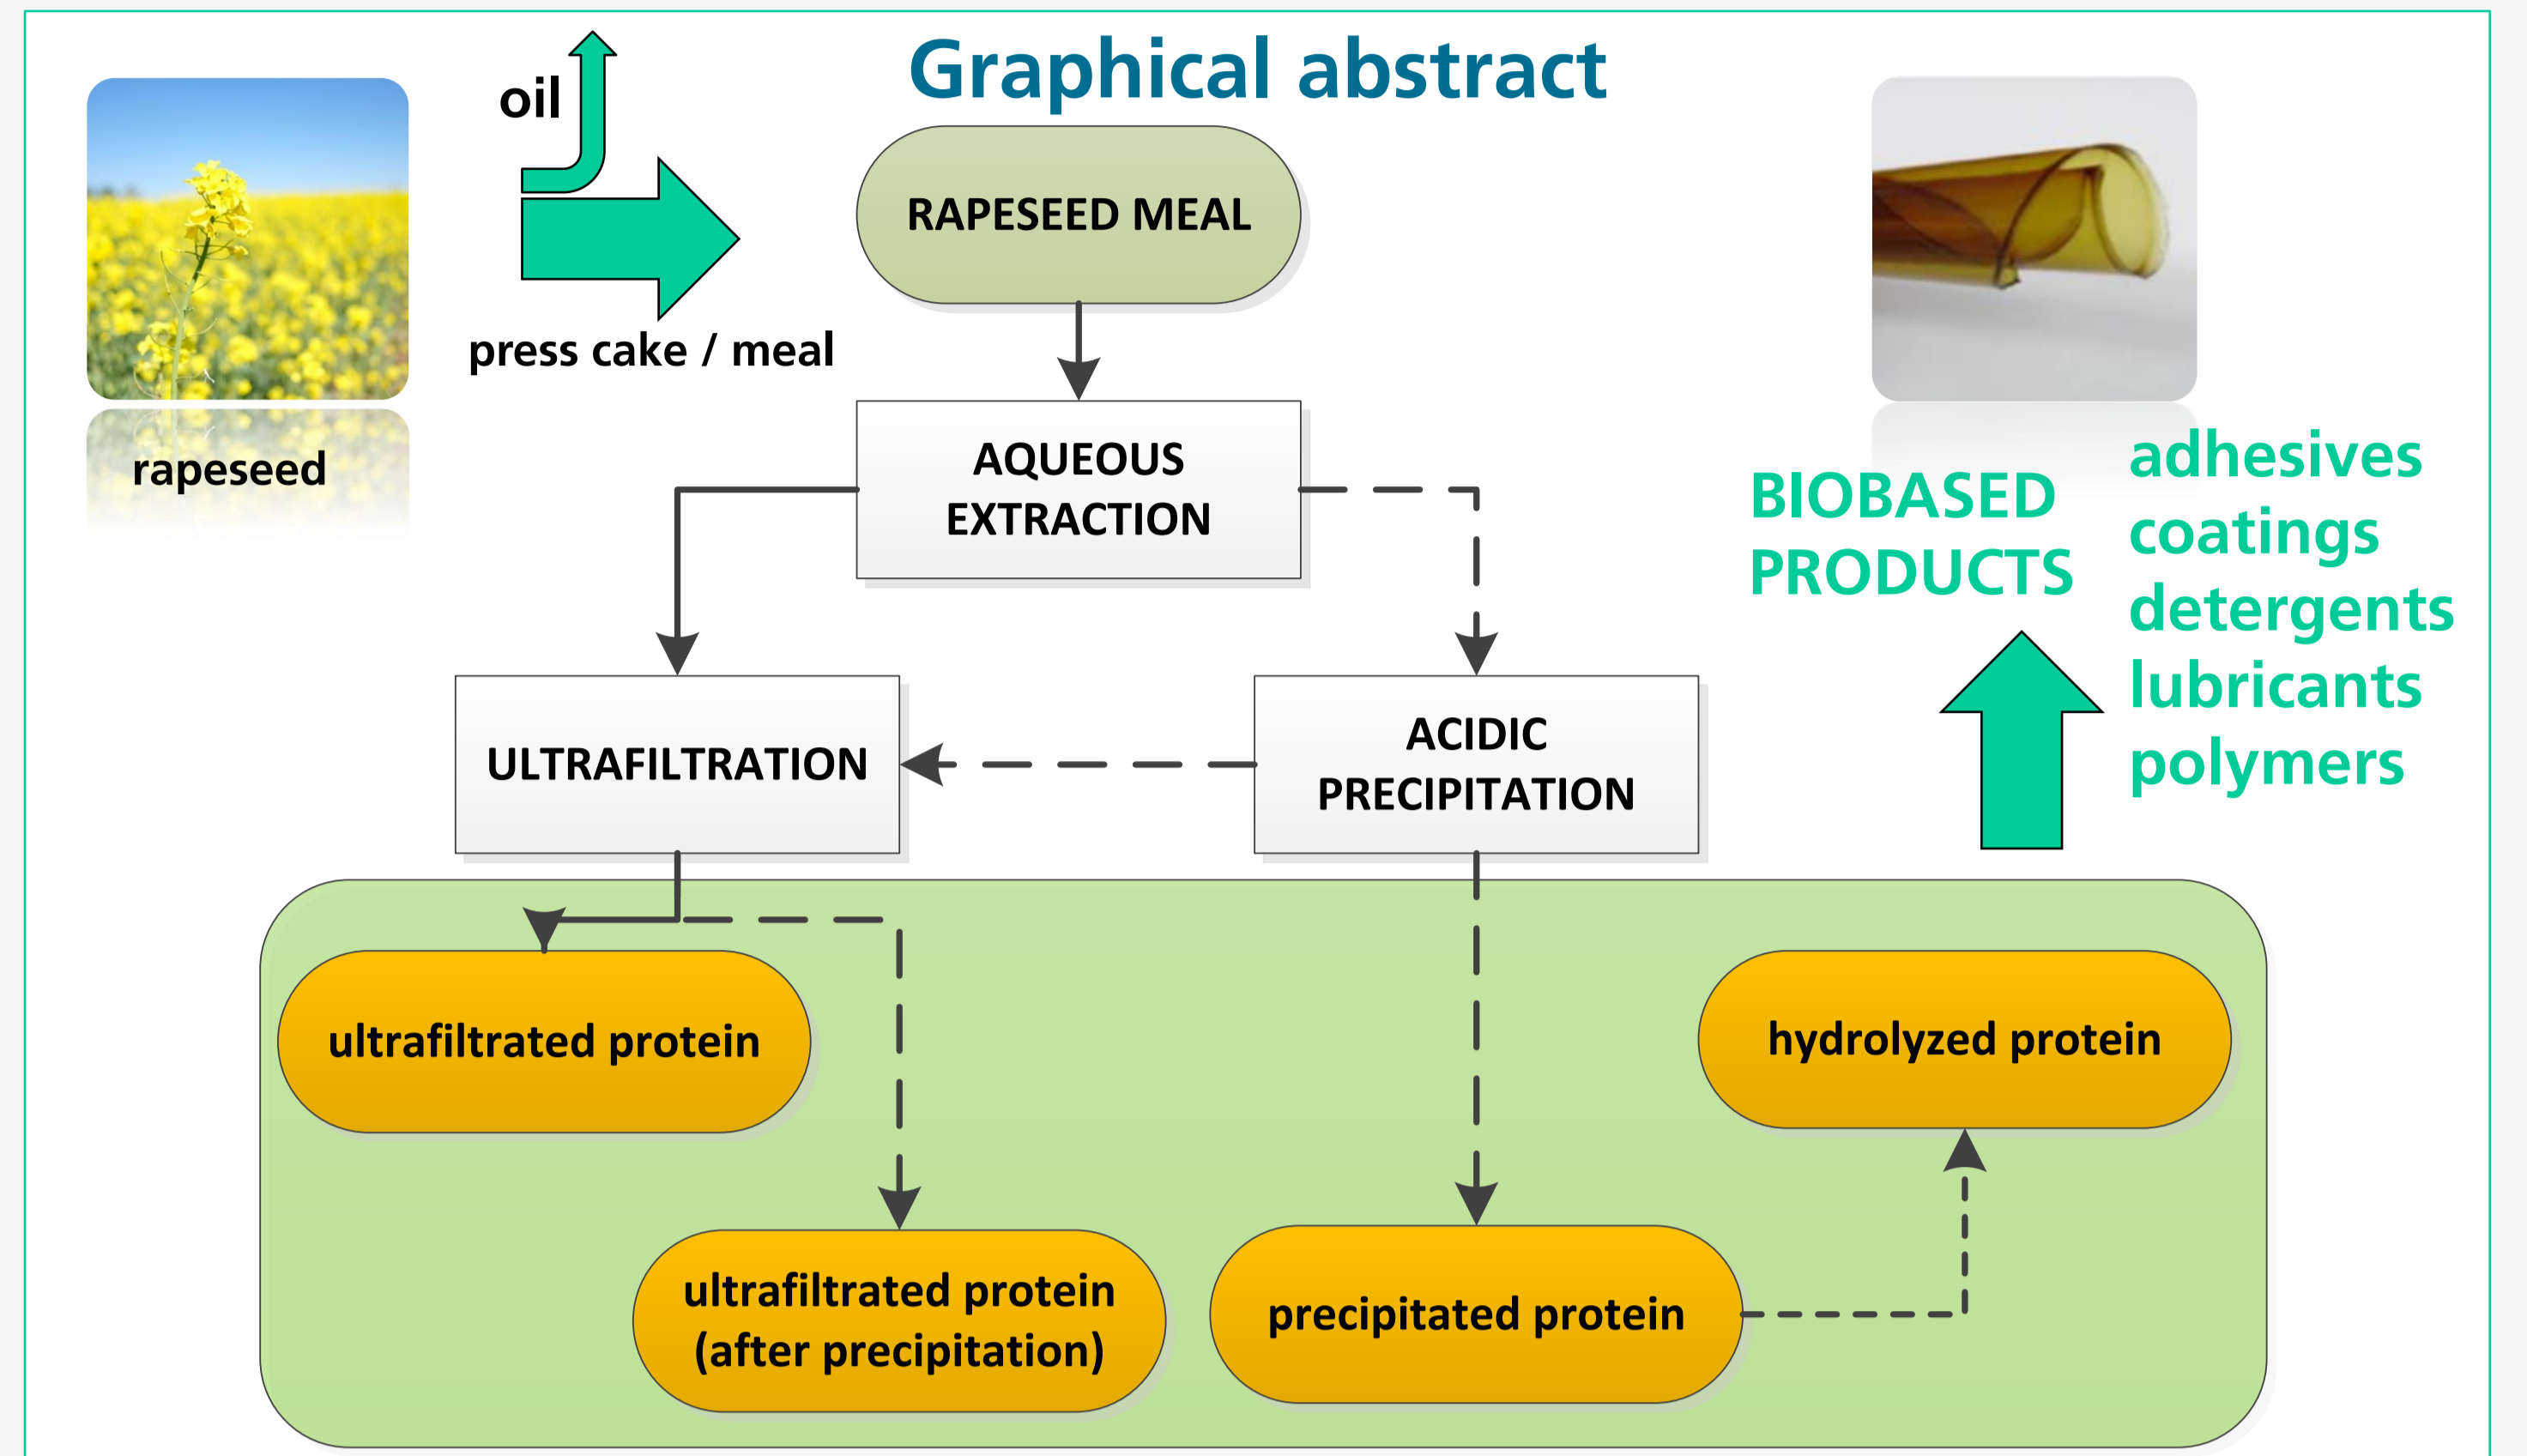 Graphical abstract
oil
press cake / meal
rapeseed
RAPESEED MEAL
AQUEOUS
EXTRACTION
ULTRAFILTRATION
ACIDIC
PRECIPITATION
BIOBASED
PRODUCTS
adhesives
coatings
detergents
lubricants
polymers
ultrafiltrated protein
hydrolyzed protein
ultrafiltrated protein
(after precipitation)
precipitated protein